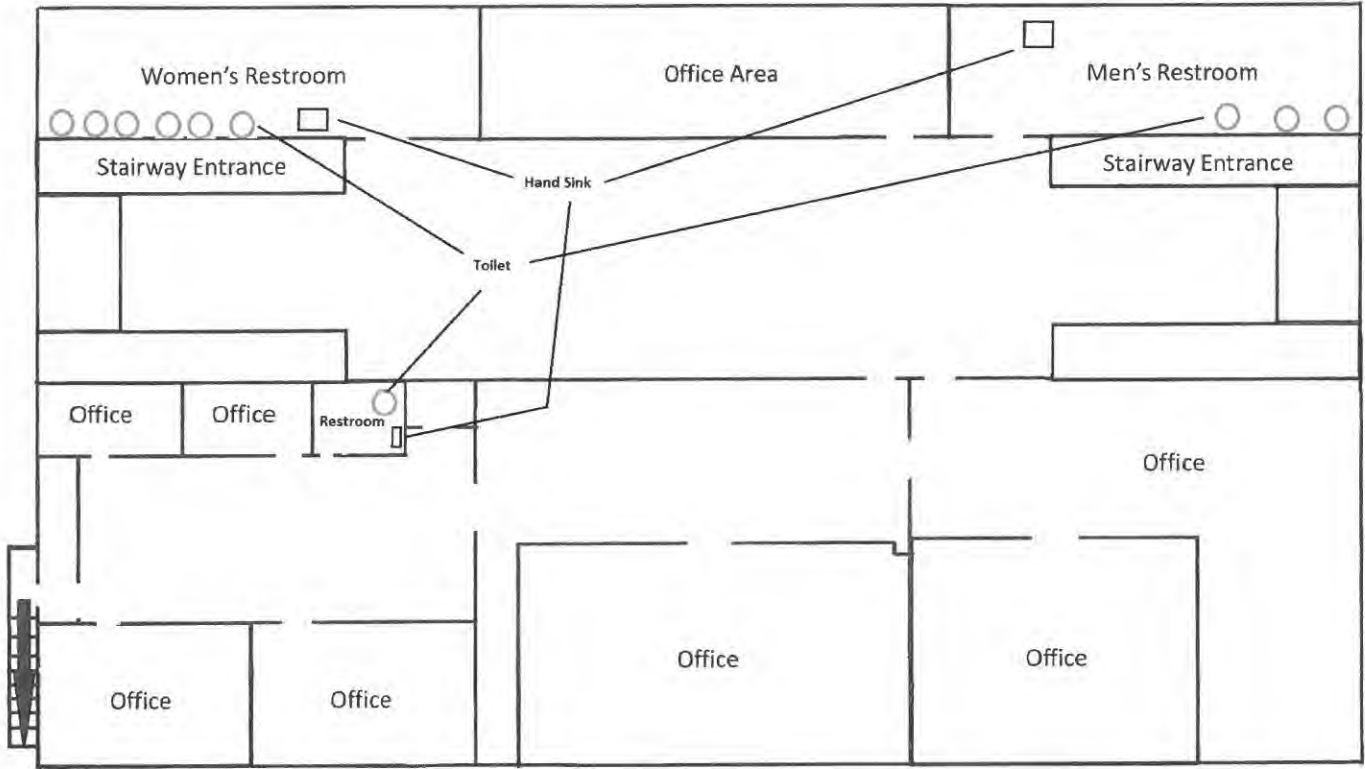 Women's Restroom
Office Area
Men's Restroom
Stairway Entrance
Hand Sink
Stairway Entrance
Toilet
Office
Office
Restroom
Office
Office
Office
Office
Office